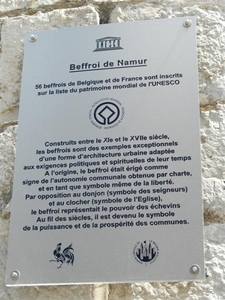 UNESCO
Beffroi de Namur
56 beffrois de Belgique et de France sont inscrits
sur la liste du patrimoine mondial de l'UNESCO
Construits entre le XIe et le XVIIe siècle,
les beffrois sont des exemples exceptionnels
d'une forme d'architecture urbaine adaptée
aux exigences politiques et spirituelles de leur temps
A l'origine, le beffroi était érigé comme
signe de l'autonomie communale obtenue par charte,
et en tant que symbole même de la liberté.
Par opposition au donjon (symbole des seigneurs)
et au clocher (symbole de l'Eglise),
le beffroi représentait le pouvoir des échevins
Au fil des siècles, il est devenu le symbole
de la puissance et de la prospérité des communes.